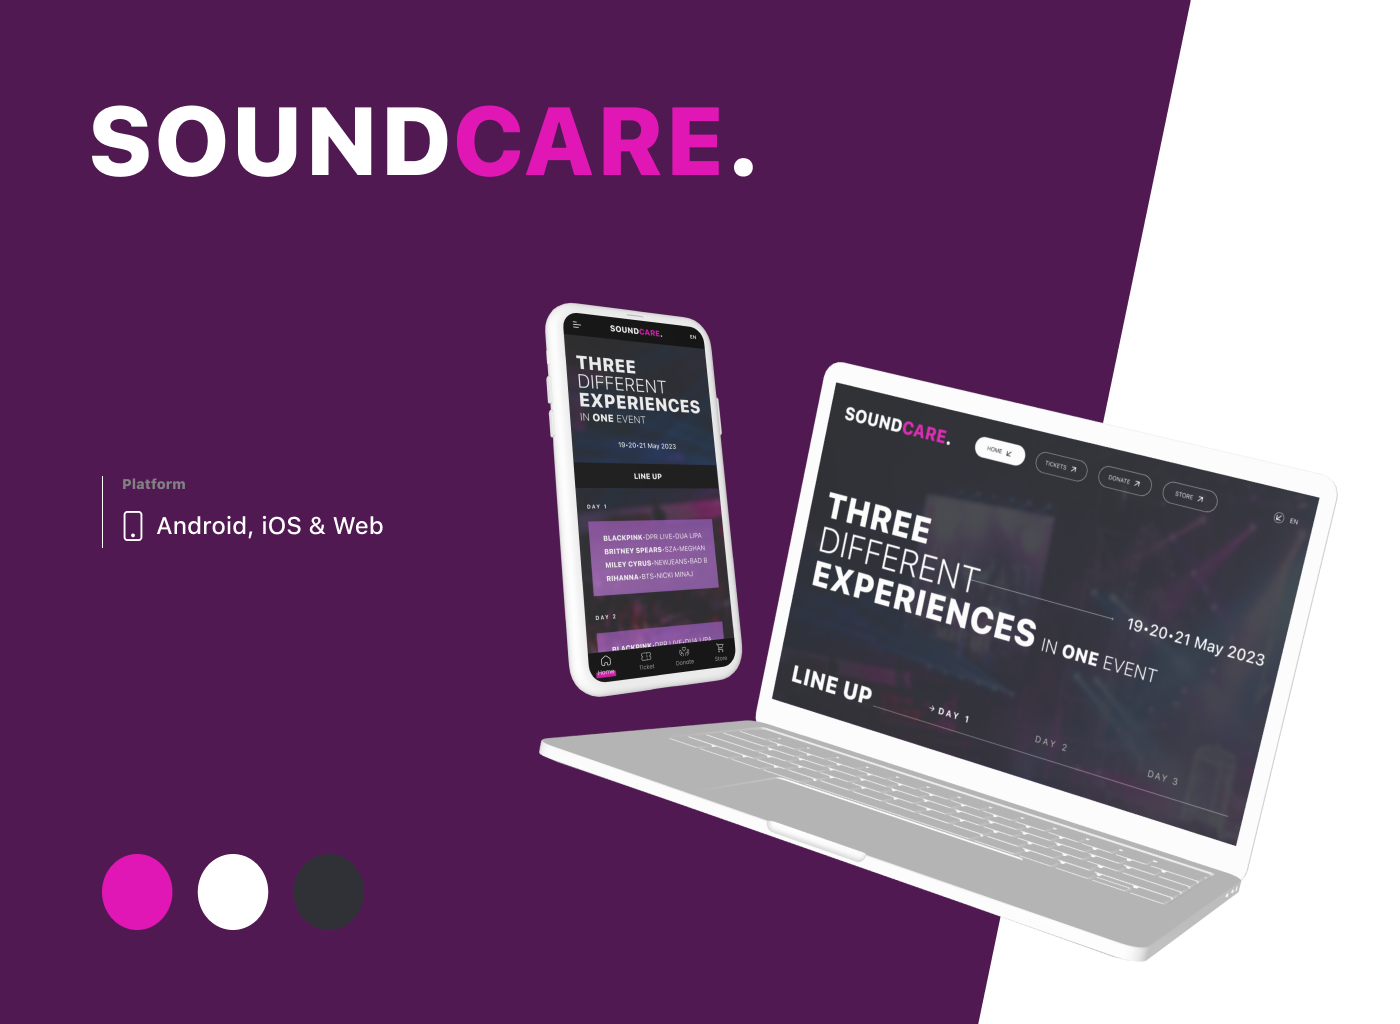 SOUNDCARE.
Platform
Android, iOS & Web
SOUNDCARE.
EN
THREE
DIFFERENT
EXPERIENCES
IN ONE EVENT
19•20•21 May 2023
LINE UP
DAY 1
BLACKPINK•DPR LIVE•DUA LIPA
BRITNEY SPEARS•SZA•MEGHAN
MILEY CYRUS•NEWJEANS•BAD B
RIHANNA•BTS•NICKI MINAJ
DAY 2
BLACKPINK•DPR LIVE•DUA LIPA
Home
Ticket
Donate
Store
SOUNDCARE.
HOME
TICKETS
DONATE
STORE
EN
THREE
DIFFERENT
EXPERIENCES IN ONE EVENT
19•20•21 May 2023
LINE UP
DAY 1
DAY 2
DAY 3